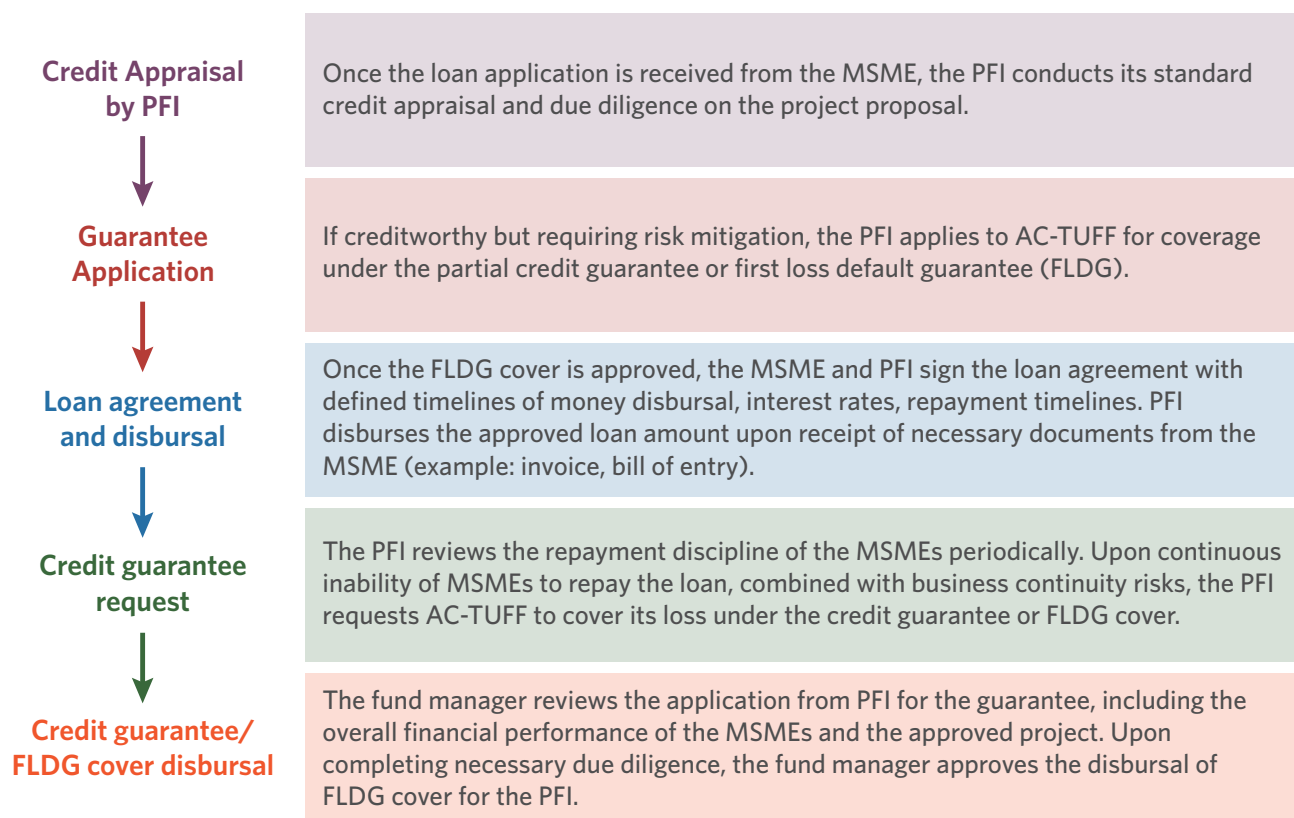 Credit Appraisal
by PFI
Once the loan application is received from the MSME, the PFI conducts its standard
credit appraisal and due diligence on the project proposal.
Guarantee
Application
If creditworthy but requiring risk mitigation, the PFI applies to AC-TUFF for coverage
under the partial credit guarantee or first loss default guarantee (FLDG).
Loan agreement
and disbursal
Once the FLDG cover is approved, the MSME and PFI sign the loan agreement with
defined timelines of money disbursal, interest rates, repayment timelines. PFI
disburses the approved loan amount upon receipt of necessary documents from the
MSME (example: invoice, bill of entry).
Credit guarantee
request
The PFI reviews the repayment discipline of the MSMEs periodically. Upon continuous
inability of MSMEs to repay the loan, combined with business continuity risks, the PFI
requests AC-TUFF to cover its loss under the credit guarantee or FLDG cover.
Credit guarantee/
FLDG cover disbursal
The fund manager reviews the application from PFI for the guarantee, including the
overall financial performance of the MSMEs and the approved project. Upon
completing necessary due diligence, the fund manager approves the disbursal of
FLDG cover for the PFI.